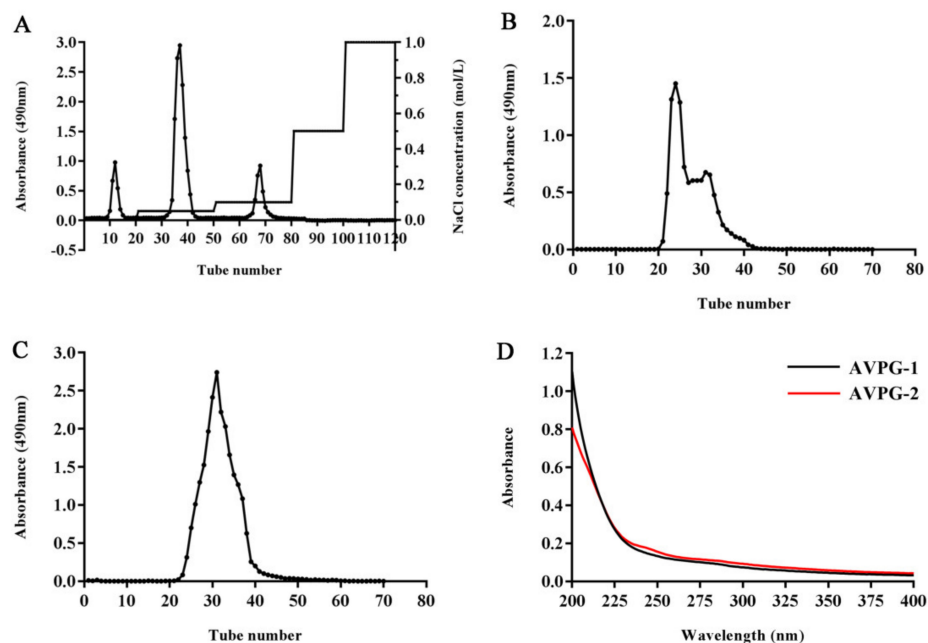 A
Absorbance (490nm)
3.0
2.5
2.0
1.5
1.0
0.5
0.0
-0.5
10 20 30 40 50 60 70 80 90 100 110 120
Tube number
1.0
0.8
0.6
0.4
0.2
0.0
NaCl concentration (mol/L)
B
Absorbance (490nm)
2.0
1.5
1.0
0.5
0.0
0 10 20 30 40 50 60 70 80
Tube number
C
Absorbance (490nm)
3.0
2.5
2.0
1.5
1.0
0.5
0.0
0 10 20 30 40 50 60 70 80
Tube number
D
Absorbance
1.2
1.0
0.8
0.6
0.4
0.2
0.0
200 225 250 275 300 325 350 375 400
Wavelength (nm)
AVPG-1
AVPG-2